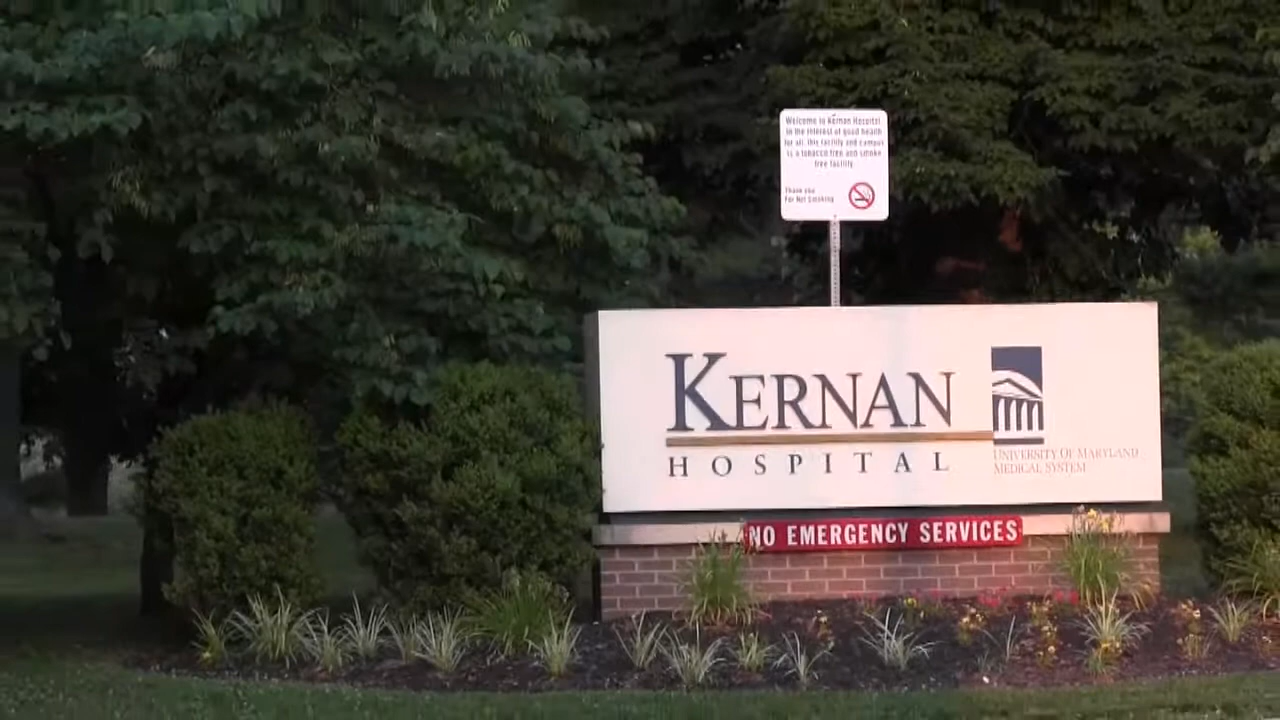 Welcome to Kernan Hospital
In the interest of good health
for all, this facility and campus
is a tobacco free and smoke
free facility
Thank you
For Not Smoking
KERNAN
HOSPITAL
UNIVERSITY OF MARYLAND
MEDICAL SYSTEM
NO EMERGENCY SERVICES